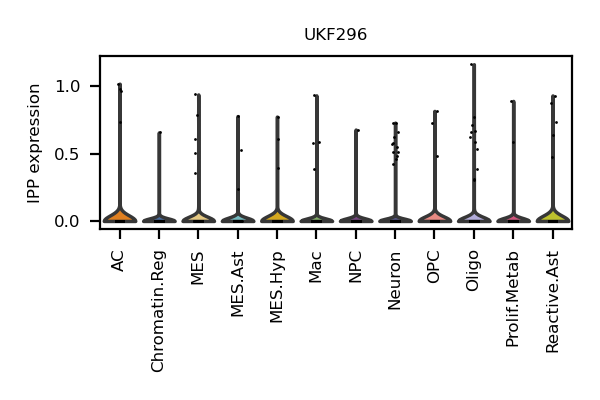 UKF296
IPP expression
1.0
0.5
0.0
AC
Chromatin.Reg
MES
MES.Ast
MES.Hyp
Mac
NPC
Neuron
OPC
Oligo
Prolif.Metab
Reactive.Ast